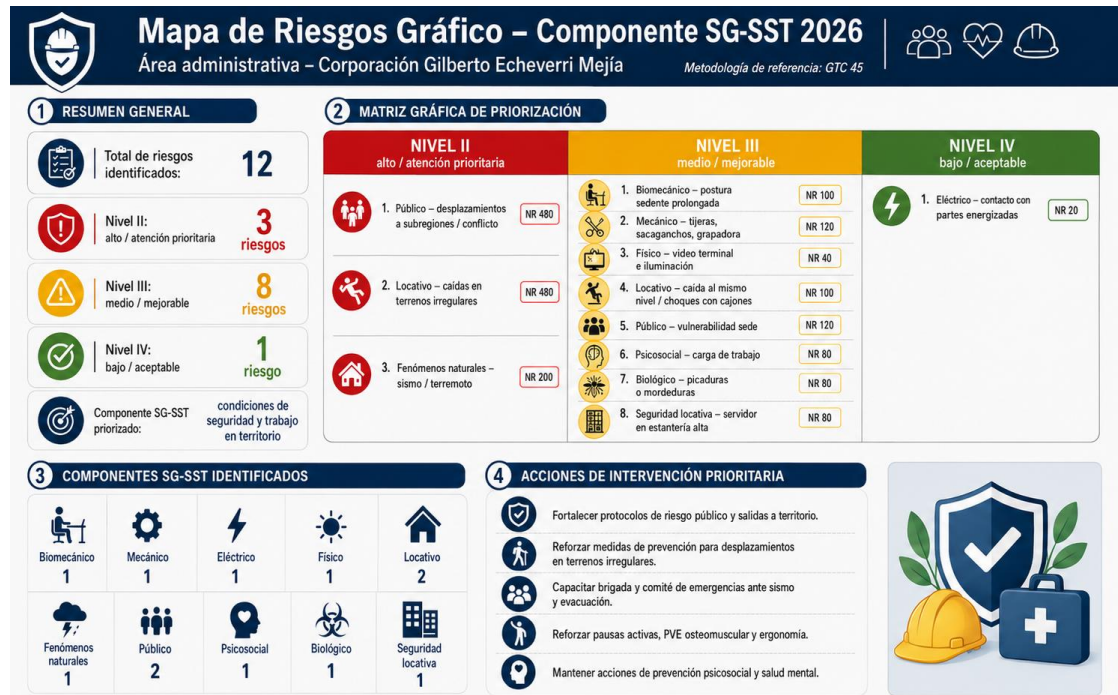 Mapa de Riesgos Gráfico – Componente SG-SST 2026
Área administrativa – Corporación Gilberto Echeverri Mejía
Metodología de referencia: GTC 45
1 RESUMEN GENERAL
Total de riesgos
identificados:
12
Nivel II:
alto / atención prioritaria
3
riesgos
Nivel III:
medio / mejorable
8
riesgos
Nivel IV:
bajo / aceptable
1
riesgo
Componente SG-SST
priorizado:
condiciones de
seguridad y trabajo
en territorio
2 MATRIZ GRÁFICA DE PRIORIZACIÓN
NIVEL II
alto / atención prioritaria
1. Público – desplazamientos
a subregiones / conflicto
NR 480
2. Locativo – caídas en
terrenos irregulares
NR 480
3. Fenómenos naturales –
sismo / terremoto
NR 200
NIVEL III
medio / mejorable
1. Biomecánico – postura
sedente prolongada
NR 100
2. Mecánico – tijeras,
sacaganchos, grapadora
NR 120
3. Físico – video terminal
e iluminación
NR 40
4. Locativo – caída al mismo
nivel / choques con cajones
NR 100
5. Público – vulnerabilidad sede
NR 120
6. Psicosocial – carga de trabajo
NR 80
7. Biológico – picaduras
o mordeduras
NR 80
8. Seguridad locativa – servidor
en estantería alta
NR 80
NIVEL IV
bajo / aceptable
1. Eléctrico – contacto con
partes energizadas
NR 20
3 COMPONENTES SG-SST IDENTIFICADOS
Biomecánico
1
Mecánico
1
Eléctrico
1
Físico
1
Locativo
2
Fenómenos
naturales
1
Público
2
Psicosocial
1
Biológico
1
Seguridad
locativa
1
4 ACCIONES DE INTERVENCIÓN PRIORITARIA
Fortalecer protocolos de riesgo público y salidas a territorio.
Reforzar medidas de prevención para desplazamientos
en terrenos irregulares.
Capacitar brigada y comité de emergencias ante sismo
y evacuación.
Reforzar pausas activas, PVE osteomuscular y ergonomía.
Mantener acciones de prevención psicosocial y salud mental.